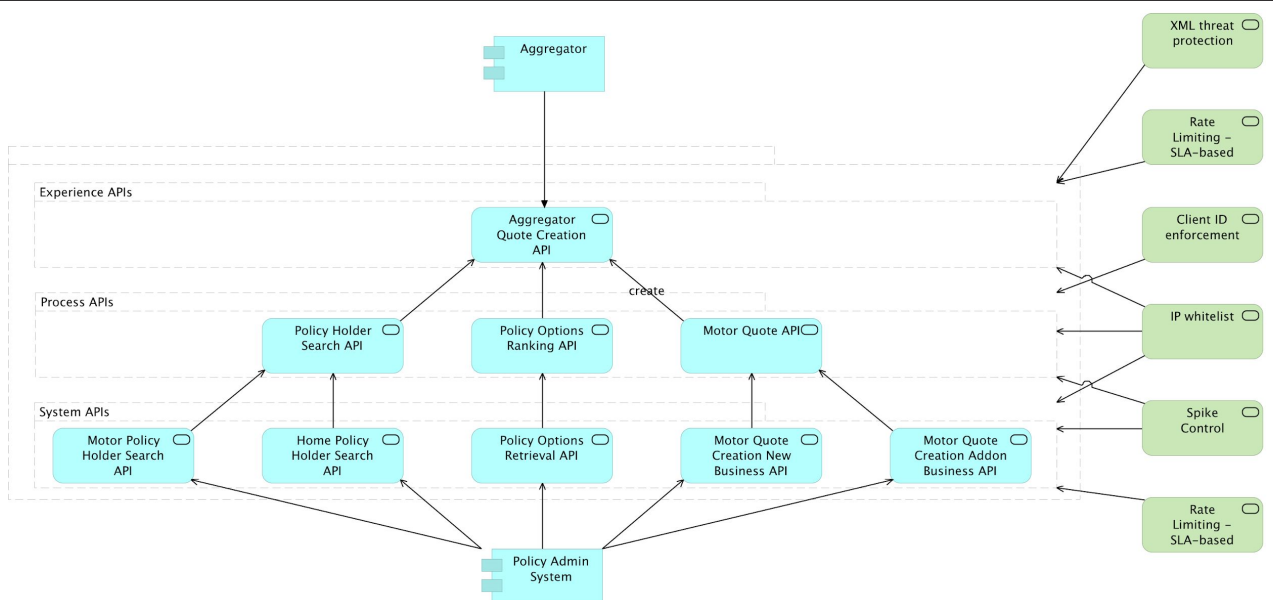 XML threat
protection
Aggregator
Rate
Limiting -
SLA-based
Experience APIs
Aggregator
Quote Creation
API
Client ID
enforcement
create
Process APIs
Policy Holder
Search API
Policy Options
Ranking API
Motor Quote API
IP whitelist
System APIs
Motor Policy
Holder Search
API
Home Policy
Holder Search
API
Policy Options
Retrieval API
Motor Quote
Creation New
Business API
Motor Quote
Creation Addon
Business API
Spike
Control
Rate
Limiting -
SLA-based
Policy Admin
System